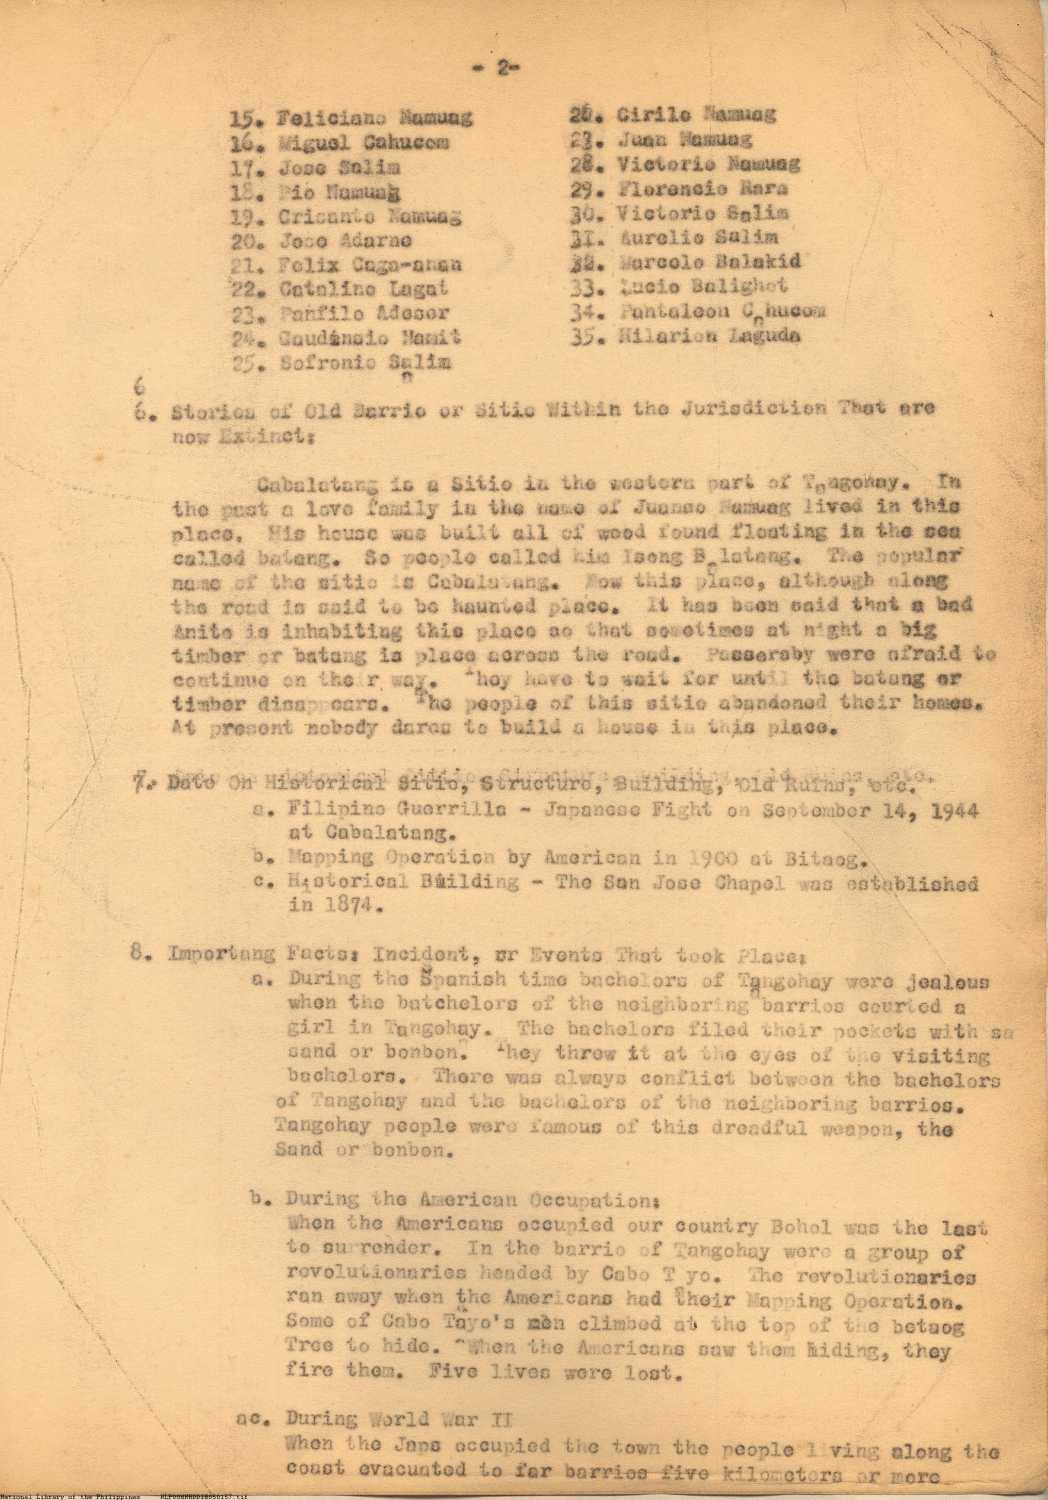 - 2-
15. Feliciano Namuag
16. Miguel Cahucom
17. Jose Salim
18. Pio Namuag
19. Crisanto Namuag
20. Jose Adarne
21. Felix Caga-anan
22. Catalino Lagat
23. Panfilo Adeser
24. Gaudinsio Mamit
25. Sofronio Salim
26. Cirilo Namuag
27. Juan Namuag
28. Victorio Namuag
29. Florencio Rara
30. Victorio Salim
31. Aurelio Salim
32. Marcelo Balakid
33. Lucio Balighot
34. Pantaleon Cahucom
35. Hilarion Laguda
6
6. Stories of Old Barrio or Sitio Within the Jurisdiction That are
now Extinct:
Cabalatang is a Sitio in the western part of Tangohay. In
the past a love family in the name of Juanso Namuag lived in this
place. His house was built all of wood found floating in the sea
called batang. So people called him Isong Balatang. The popular
name of the sitio is Cabalatang. Now this place, although along
the road is said to be haunted place. It has been said that a bad
Anito is inhabiting this place so that sometimes at night a big
timber or batang is place across the road. Passersby were afraid to
continue on their way. They have to wait for until the batang or
timber disappears. The people of this sitio abandoned their homes.
At present nobody dares to build a house in this place.
7. Date On Historical Sitio, Structure, Building, Old Ruins, etc.
a. Filipino Guerrilla - Japanese Fight on September 14, 1944
at Cabalatang.
b. Mapping Operation by American in 1900 at Bitaog.
c. Historical Building - The San Jose Chapel was established
in 1874.
8. Importang Facts: Incident, or Events That took Place:
a. During the Spanish time bachelors of Tangohay were jealous
when the batchelors of the neighboring barrios courted a
girl in Tangohay. The bachelors filed their pockets with sa
sand or bonbon. They threw it at the eyes of the visiting
bachelors. There was always conflict between the bachelors
of Tangohay and the bachelors of the neighboring barrios.
Tangohay people were famous of this dreadful weapon, the
Sand or bonbon.
b. During the American Occupation:
When the Americans occupied our country Bohol was the last
to surrender. In the barrio of Tangohay were a group of
revolutionaries headed by Cabo Tayo. The revolutionaries
ran away when the Americans had their Mapping Operation.
Some of Cabo Tayo's men climbed at the top of the betaog
Tree to hide. When the Americans saw them hiding, they
fire them. Five lives were lost.
ac. During World War II
When the Japs occupied the town the people living along the
coast evacuated to far barrios five kilometers or more
National Library of the Philippines